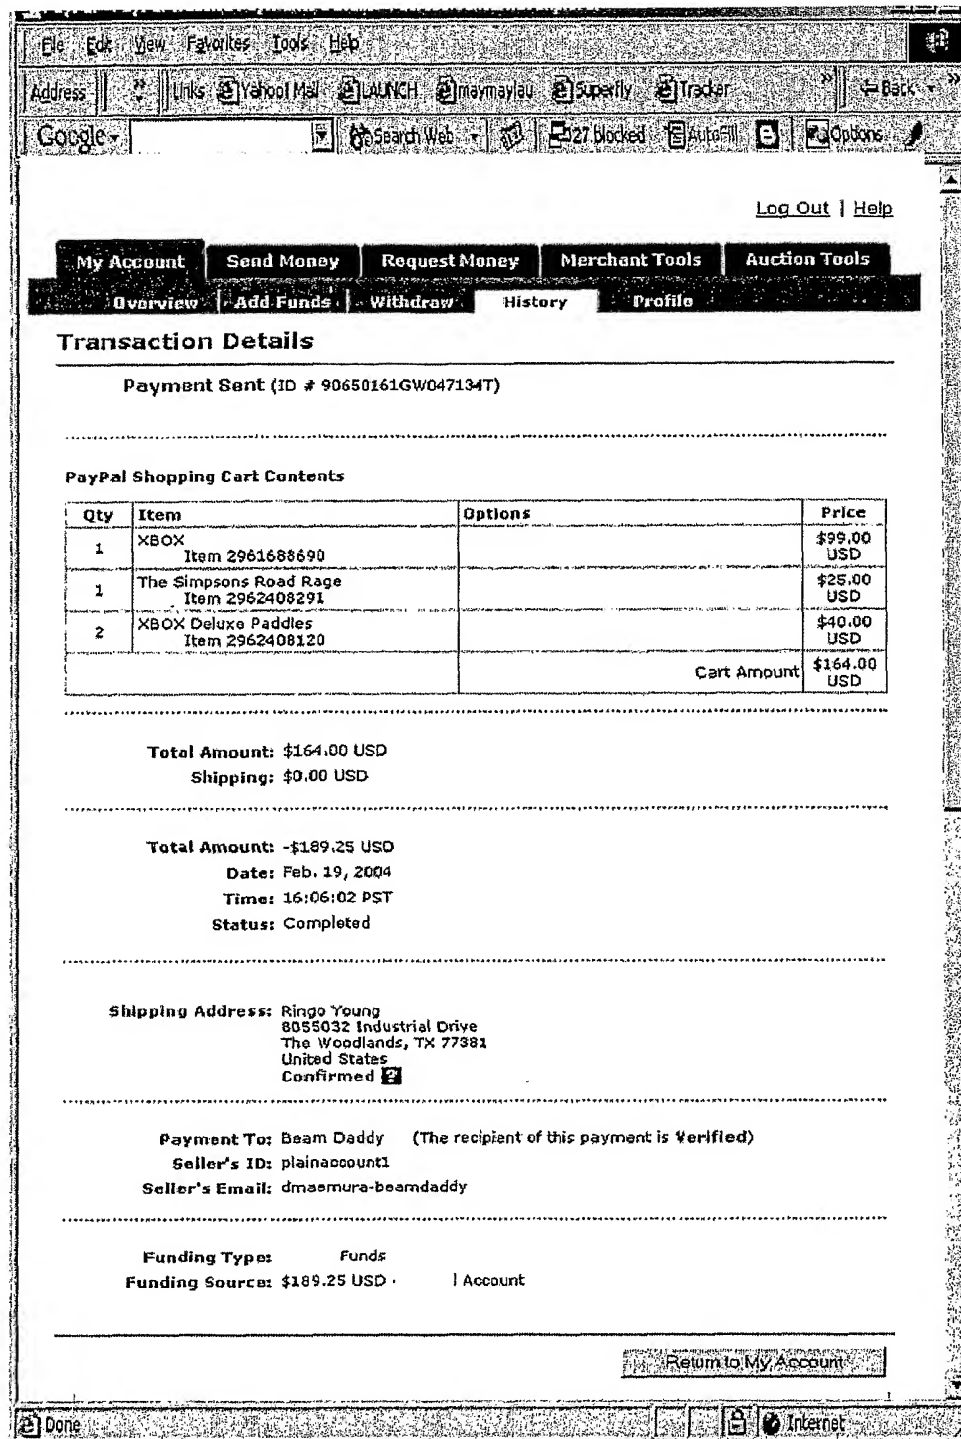 File Edit View Favorites Tools Help
Address Links Yahoo! Mail LAUNCH maymaylau Superfly Tracker » Back »
Google Search Web 27 blocked AutoFill Options
Log Out | Help
My Account Send Money Request Money Merchant Tools Auction Tools
Overview Add Funds Withdraw History Profile
Transaction Details
Payment Sent (ID # 90650161GW047134T)
PayPal Shopping Cart Contents
Qty Item Options Price
1 XBOX $99.00
Item 2961688690 USD
1 The Simpsons Road Rage $25.00
Item 2962408291 USD
2 XBOX Deluxe Paddles $40.00
Item 2962408120 USD
Cart Amount $164.00
USD
Total Amount: $164.00 USD
Shipping: $0.00 USD
Total Amount: -$189.25 USD
Date: Feb. 19, 2004
Time: 16:06:02 PST
Status: Completed
Shipping Address: Ringo Young
8055032 Industrial Drive
The Woodlands, TX 77381
United States
Confirmed ?
Payment To: Beam Daddy (The recipient of this payment is Verified)
Seller's ID: plainaccount1
Seller's Email: dmaemura-beamdaddy
Funding Type: Funds
Funding Source: $189.25 USD - Account
Return to My Account
Done Internet